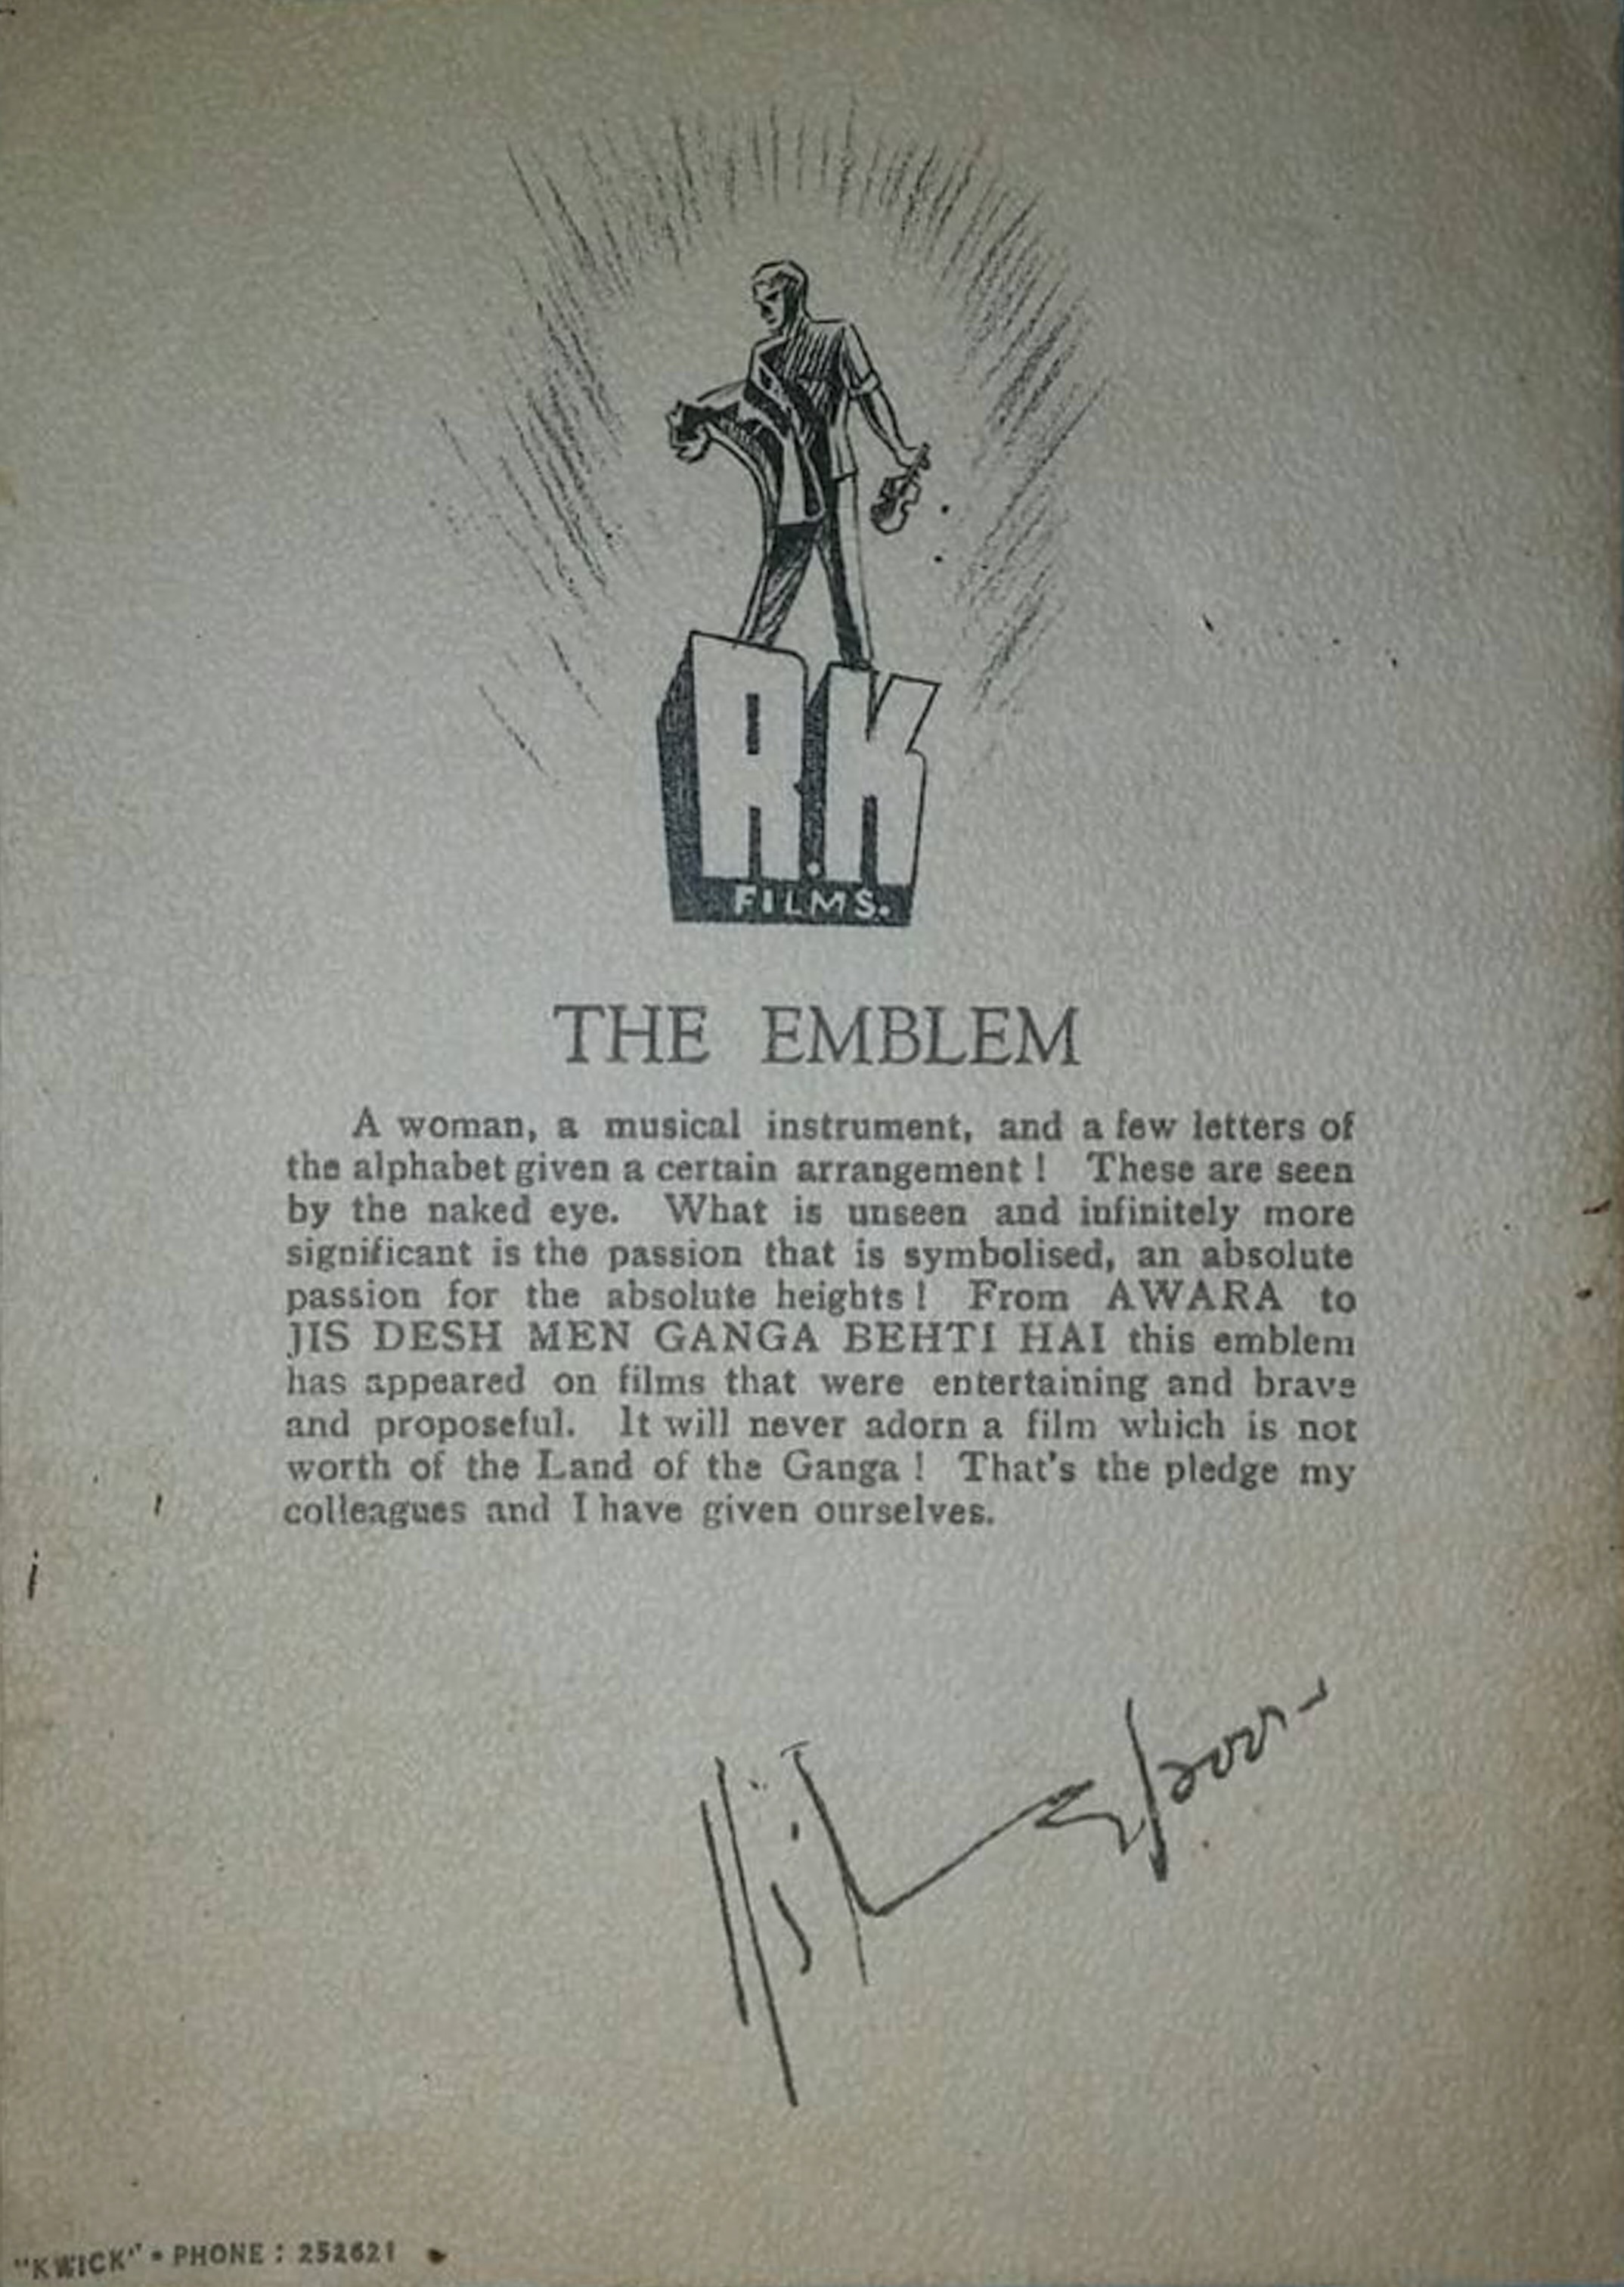 R.K
FILMS.
THE EMBLEM
A woman, a musical instrument, and a few letters of
the alphabet given a certain arrangement ! These are seen
by the naked eye. What is unseen and infinitely more
significant is the passion that is symbolised, an absolute
passion for the absolute heights ! From AWARA to
JIS DESH MEN GANGA BEHTI HAI this emblem
has appeared on films that were entertaining and brave
and proposeful. It will never adorn a film which is not
worth of the Land of the Ganga ! That's the pledge my
colleagues and I have given ourselves.
Kapoor
"KWICK" • PHONE : 252621